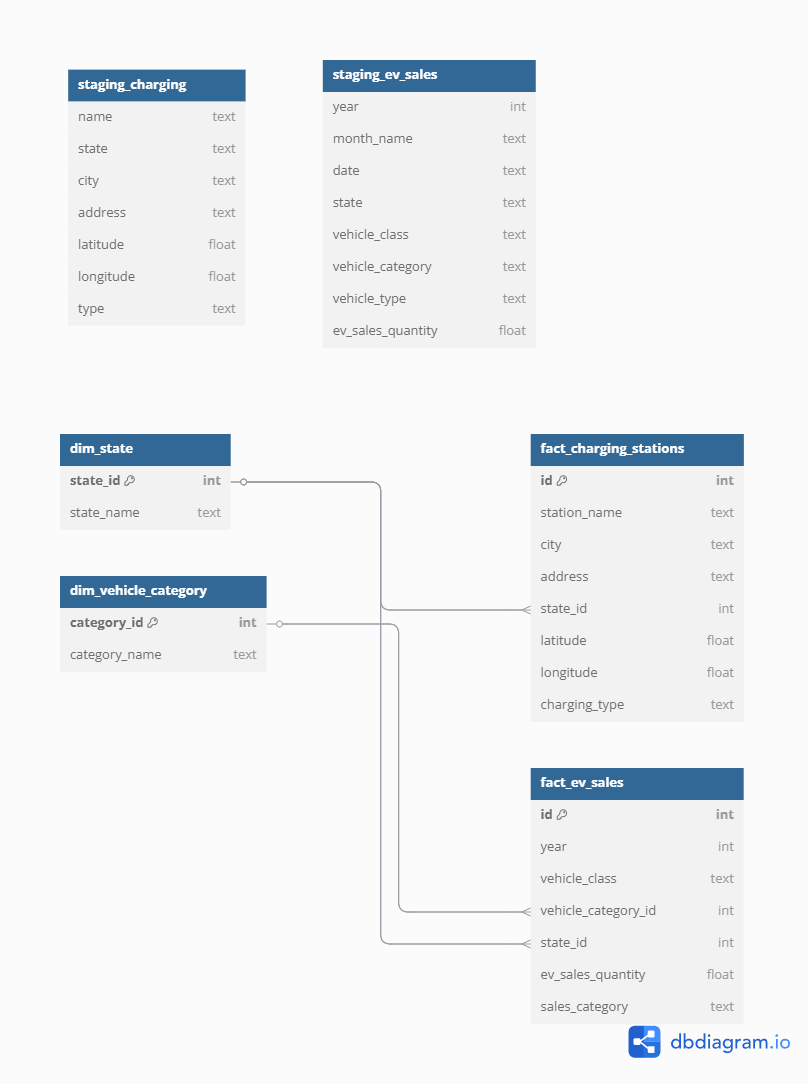 staging_charging
name text
state text
city text
address text
latitude float
longitude float
type text
staging_ev_sales
year int
month_name text
date text
state text
vehicle_class text
vehicle_category text
vehicle_type text
ev_sales_quantity float
dim_state
state_id int
state_name text
dim_vehicle_category
category_id int
category_name text
fact_charging_stations
id int
station_name text
city text
address text
state_id int
latitude float
longitude float
charging_type text
fact_ev_sales
id int
year int
vehicle_class text
vehicle_category_id int
state_id int
ev_sales_quantity float
sales_category text
dbdiagram.io